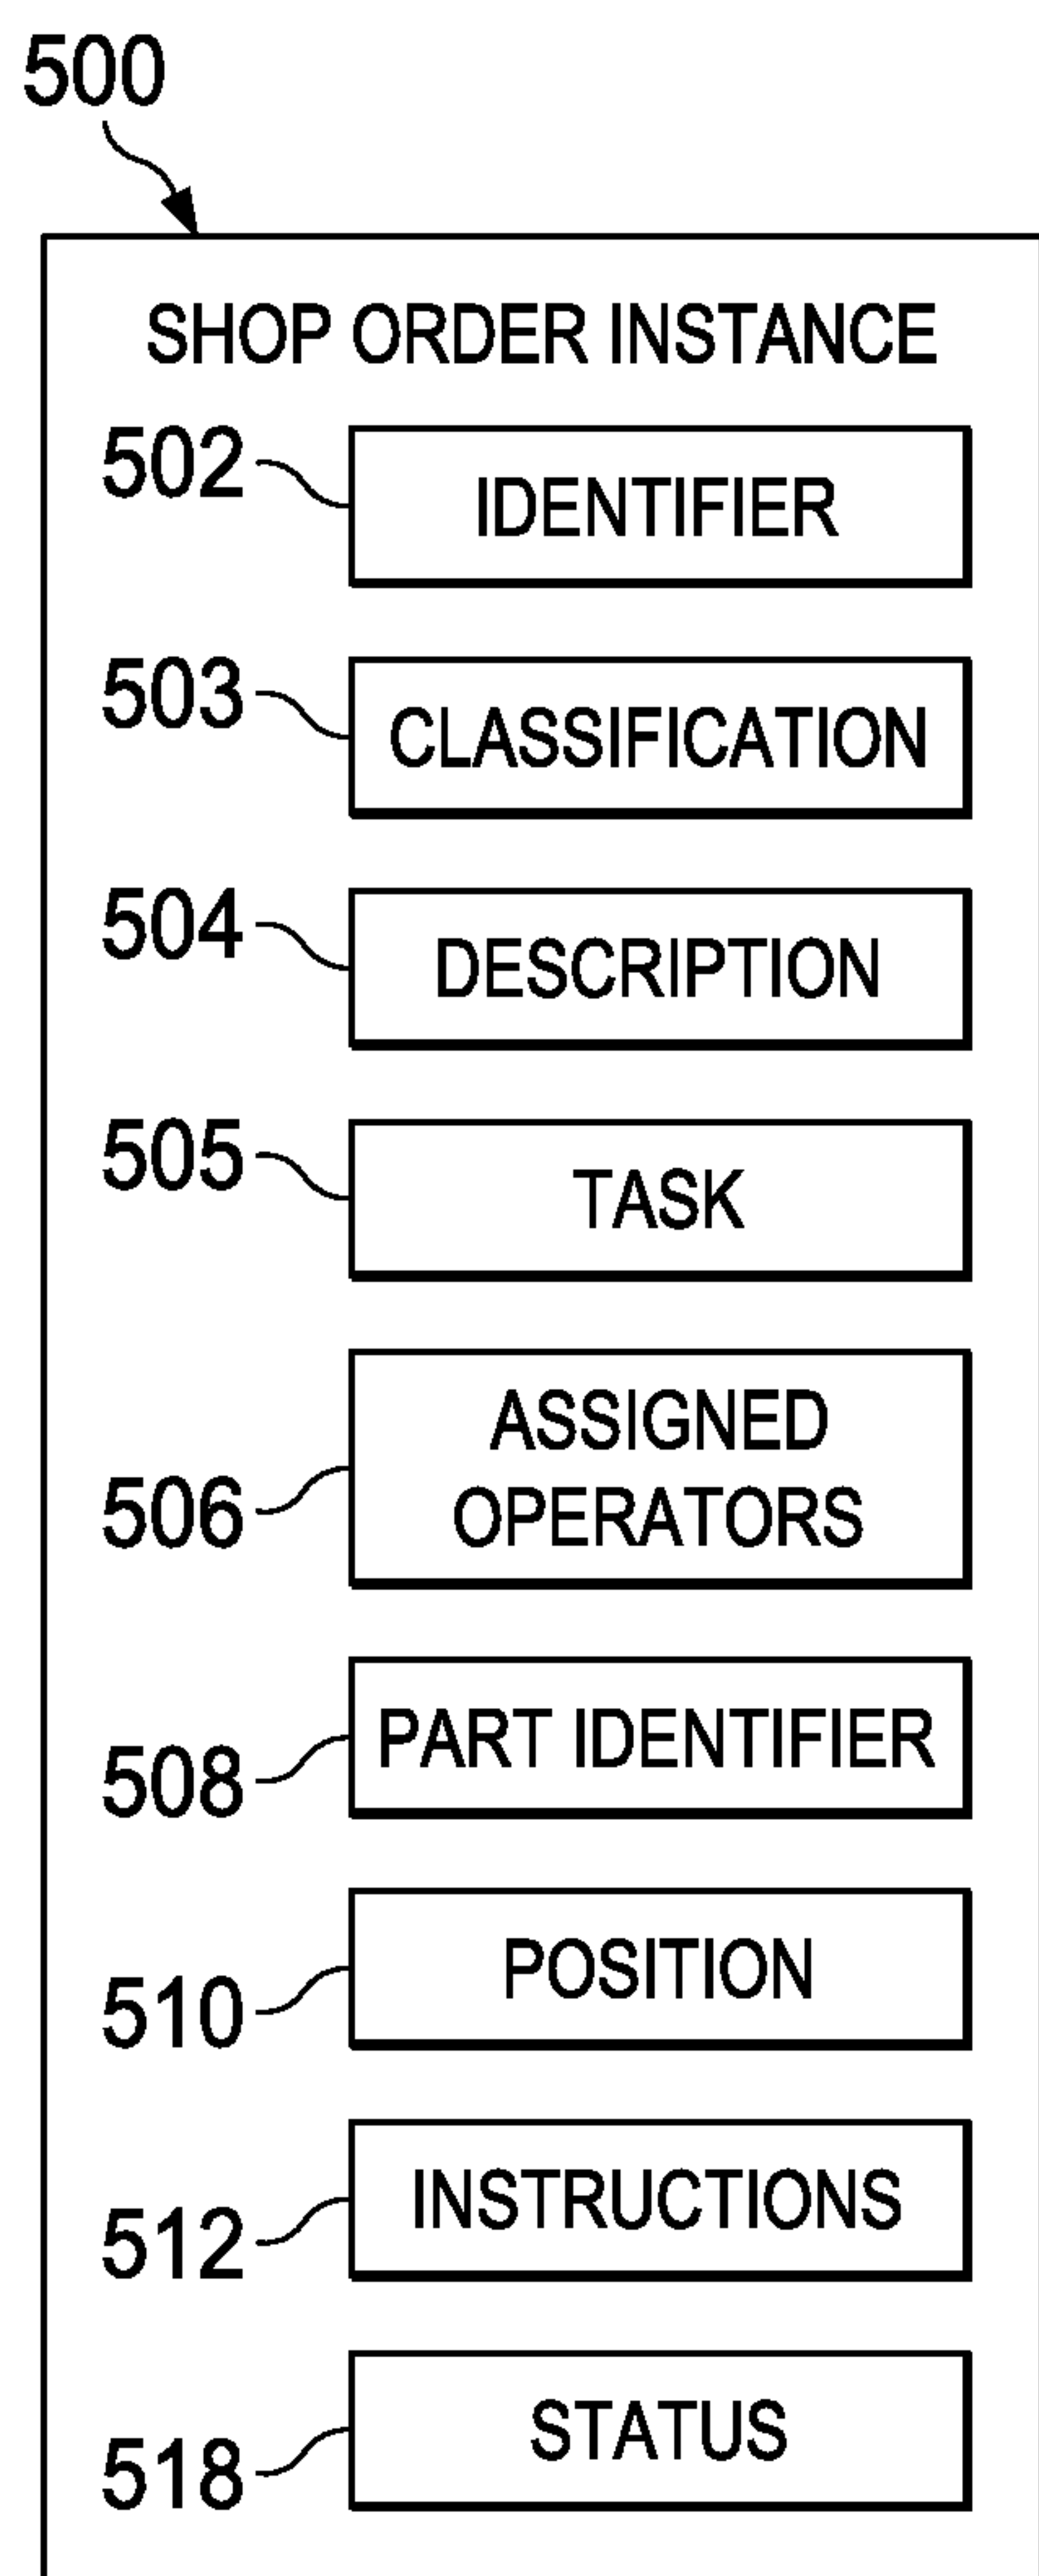 500
SHOP ORDER INSTANCE
502
IDENTIFIER
503
CLASSIFICATION
504
DESCRIPTION
505
TASK
506
ASSIGNED
OPERATORS
508
PART IDENTIFIER
510
POSITION
512
INSTRUCTIONS
518
STATUS